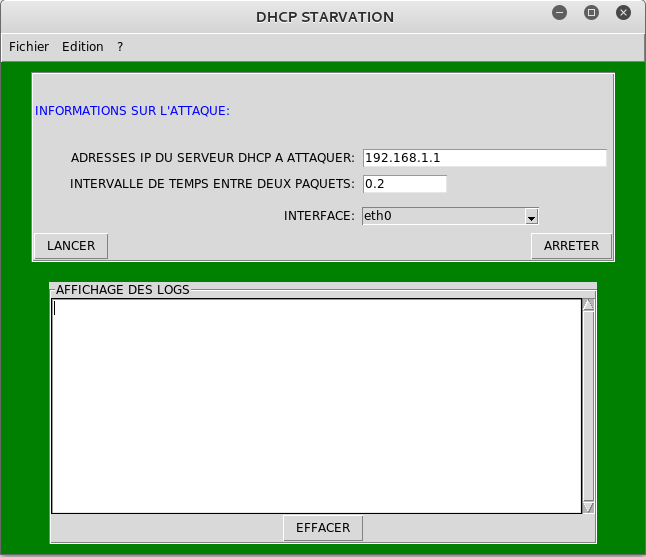 DHCP STARVATION
Fichier Edition ?
INFORMATIONS SUR L'ATTAQUE:
ADRESSES IP DU SERVEUR DHCP A ATTAQUER: 192.168.1.1
INTERVALLE DE TEMPS ENTRE DEUX PAQUETS: 0.2
INTERFACE: eth0
LANCER ARRETER
AFFICHAGE DES LOGS
EFFACER